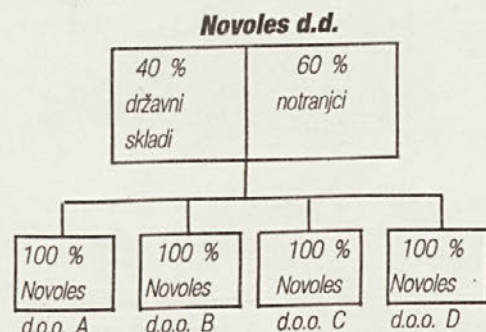 Novoles d.d.
40 %
državni
skladi
60 %
notranjci
100 %
Novoles
d.o.o. A
100 %
Novoles
d.o.o. B
100 %
Novoles
d.o.o. C
100 %
Novoles
d.o.o. D